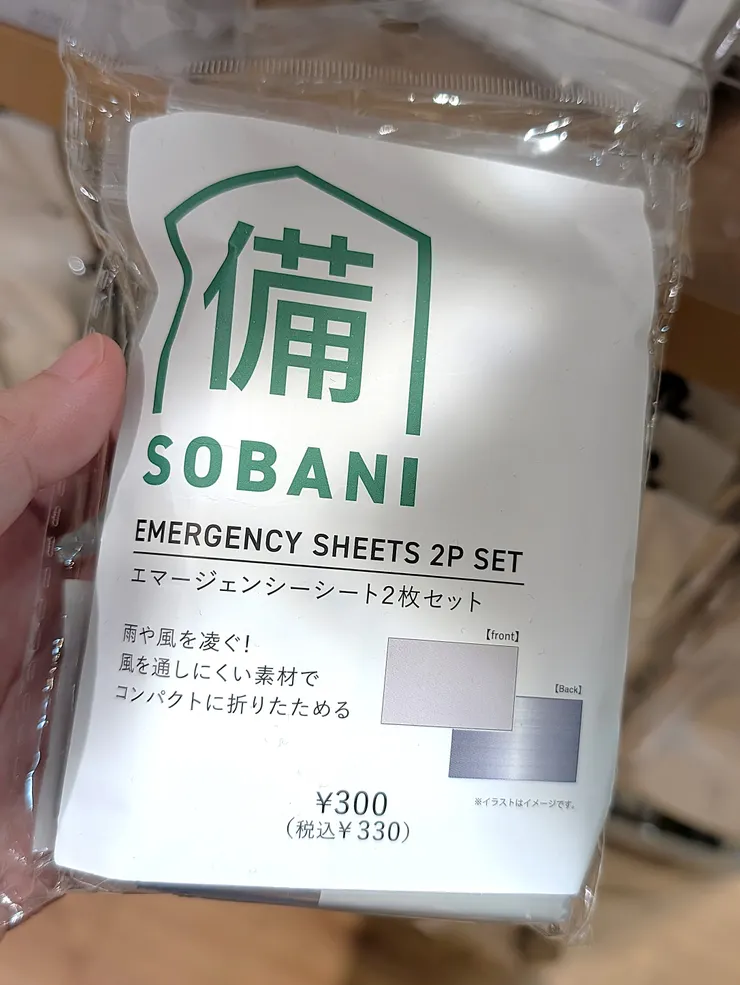 備
SOBANI
EMERGENCY SHEETS 2P SET
エマージェンシーシート2枚セット
雨や風を凌ぐ!
風を通しにくい素材で
コンパクトに折りたためる
【front】
【Back】
※イラストはイメージです。
¥300
(税込¥330)